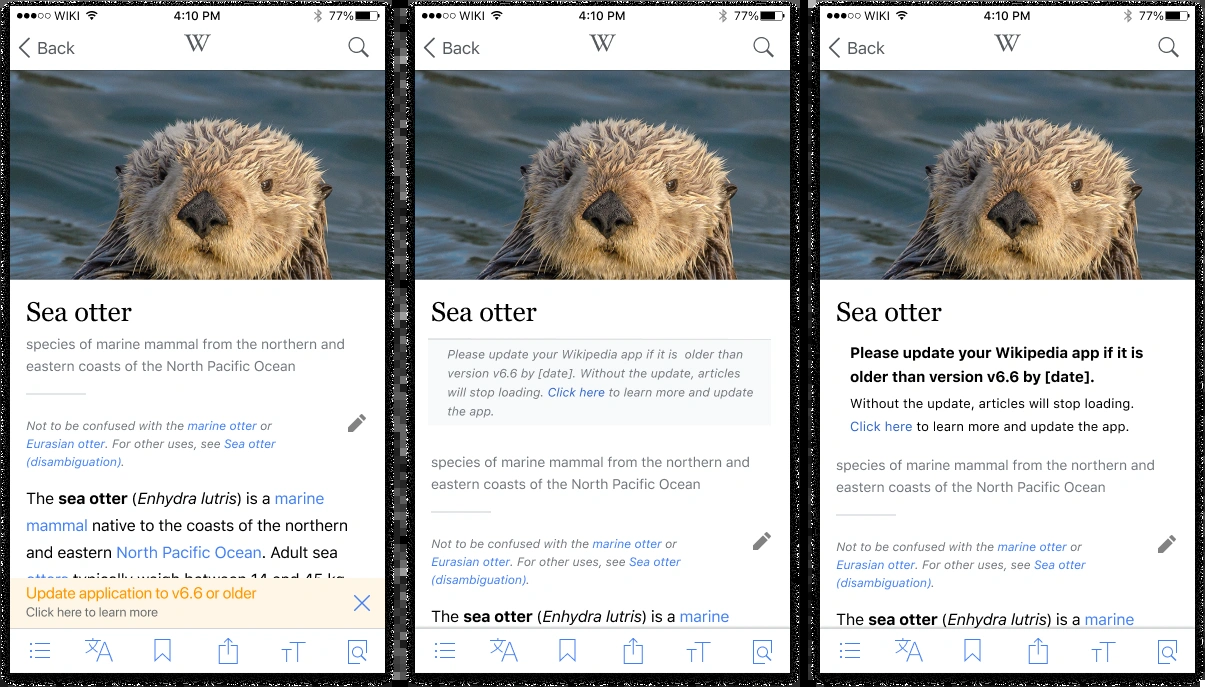 WIKI 4:10 PM 77%
Back W
Sea otter
species of marine mammal from the northern and
eastern coasts of the North Pacific Ocean
Not to be confused with the marine otter or
Eurasian otter. For other uses, see Sea otter
(disambiguation).
The sea otter (Enhydra lutris) is a marine
mammal native to the coasts of the northern
and eastern North Pacific Ocean. Adult sea
otters typically weigh between 14 and 45 kg
Update application to v6.6 or older
Click here to learn more
WIKI 4:10 PM 77%
Back W
Sea otter
Please update your Wikipedia app if it is older than
version v6.6 by [date]. Without the update, articles
will stop loading. Click here to learn more and update
the app.
species of marine mammal from the northern and
eastern coasts of the North Pacific Ocean
Not to be confused with the marine otter or
Eurasian otter. For other uses, see Sea otter
(disambiguation).
The sea otter (Enhydra lutris) is a marine
WIKI 4:10 PM 77%
Back W
Sea otter
Please update your Wikipedia app if it is
older than version v6.6 by [date].
Without the update, articles will stop loading.
Click here to learn more and update the app.
species of marine mammal from the northern and
eastern coasts of the North Pacific Ocean
Not to be confused with the marine otter or
Eurasian otter. For other uses, see Sea otter
(disambiguation).
The sea otter (Enhydra lutris) is a marine